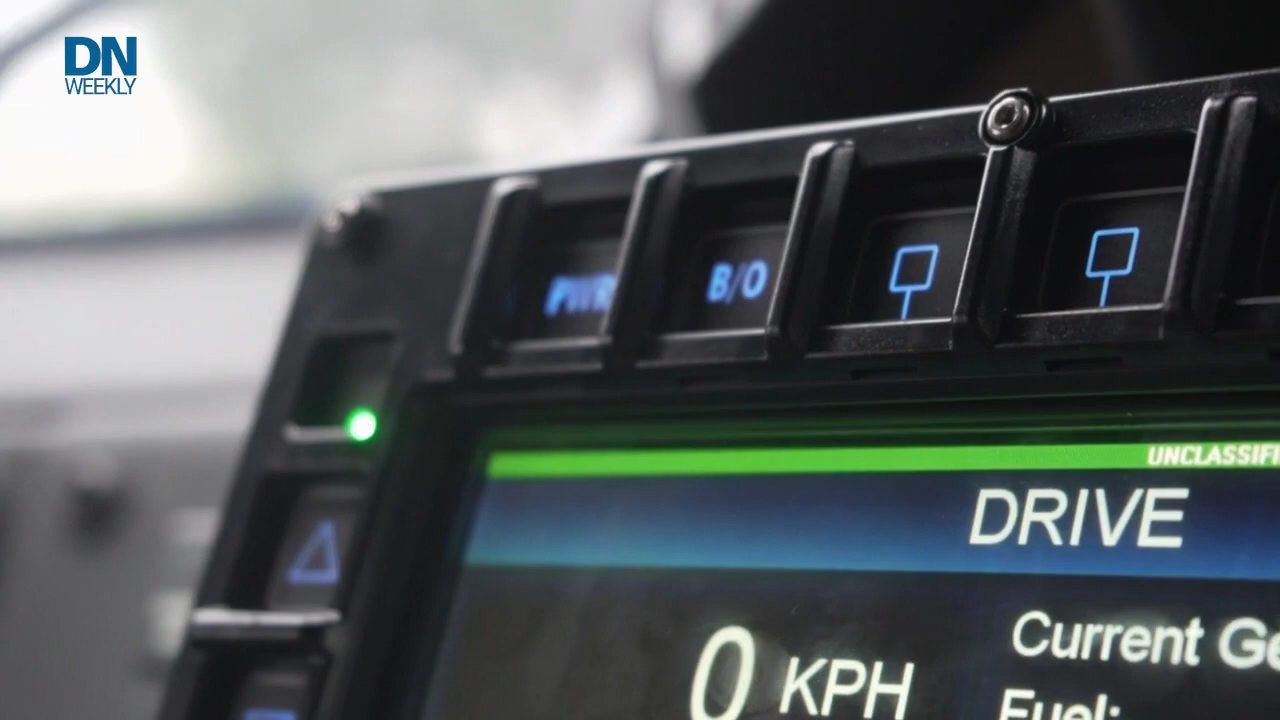 DN
WEEKLY
PWR
B/O
UNCLASSIFI
DRIVE
Current Ge
0 KPH
Fuel: